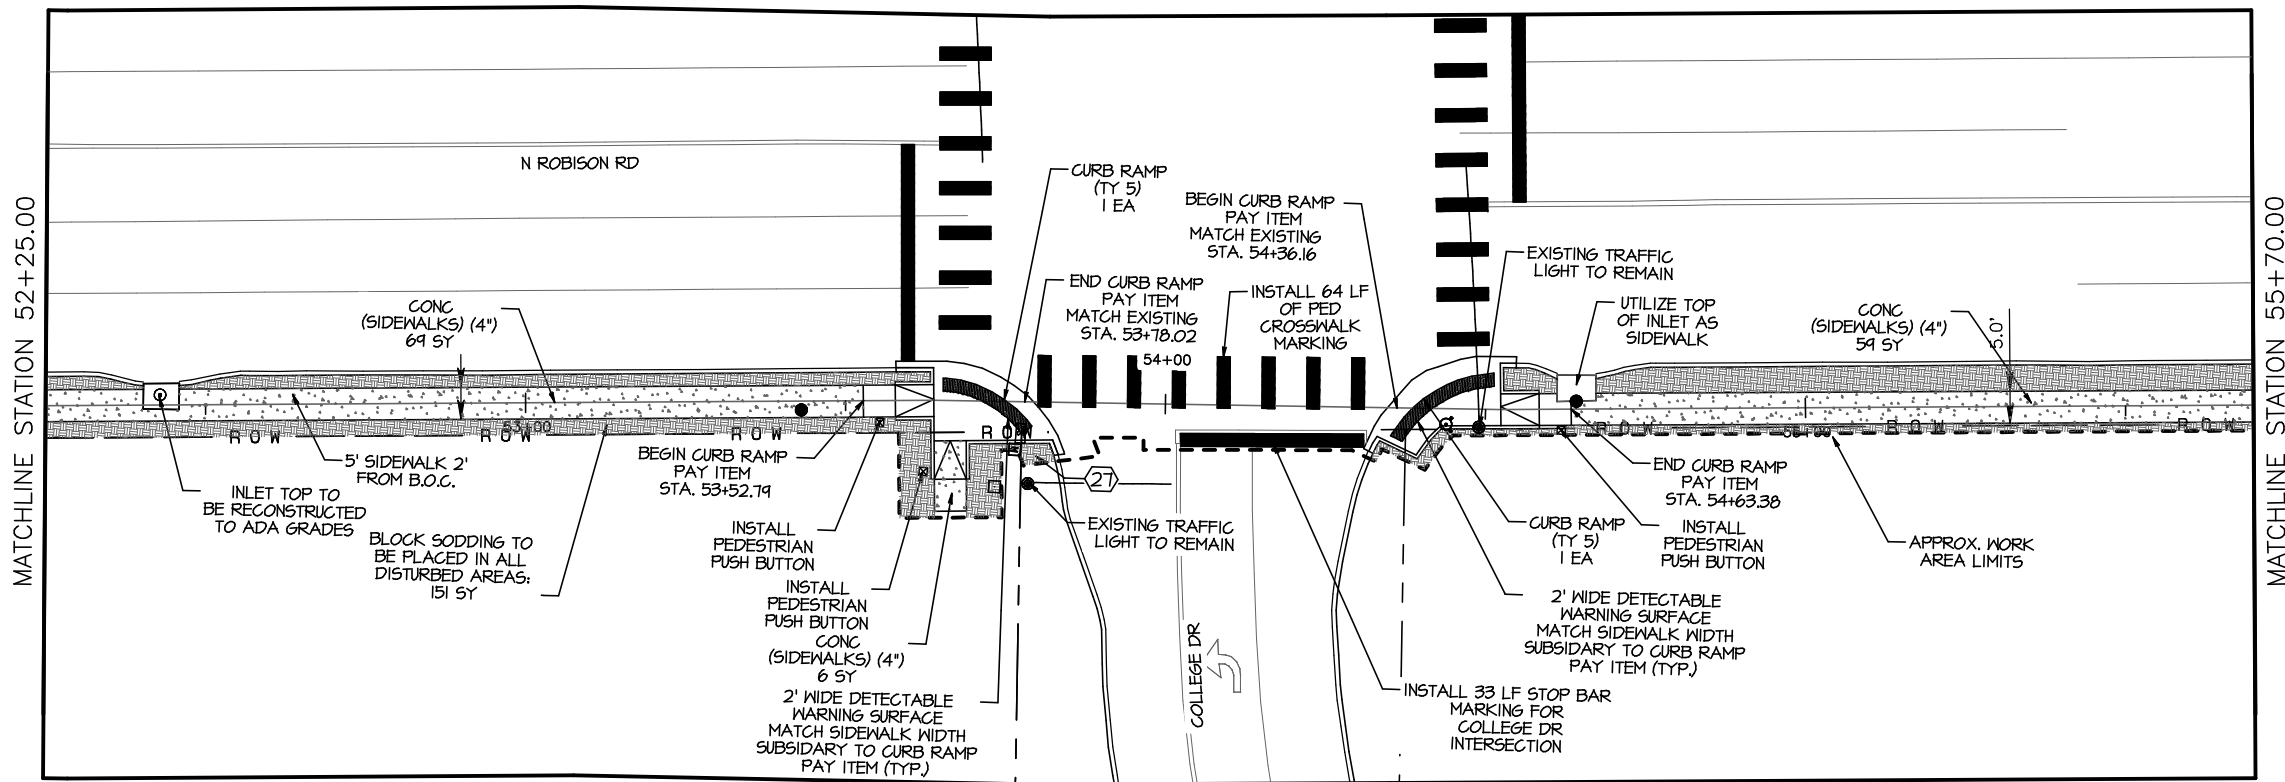 MATCHLINE STATION 52+25.00
N ROBISON RD
CONC
(SIDEWALKS) (4")
69 SY
5' SIDEWALK 2'
FROM B.O.C.
INLET TOP TO
BE RECONSTRUCTED
TO ADA GRADES
BLOCK SODDING TO
BE PLACED IN ALL
DISTURBED AREAS:
151 SY
ROW
ROW
53+00
ROW
ROW
BEGIN CURB RAMP
PAY ITEM
STA. 53+52.79
INSTALL
PEDESTRIAN
PUSH BUTTON
INSTALL
PEDESTRIAN
PUSH BUTTON
CONC
(SIDEWALKS) (4")
6 SY
2' WIDE DETECTABLE
WARNING SURFACE
MATCH SIDEWALK WIDTH
SUBSIDARY TO CURB RAMP
PAY ITEM (TYP.)
CURB RAMP
(TY 5)
1 EA
END CURB RAMP
PAY ITEM
MATCH EXISTING
STA. 53+78.02
54+00
BEGIN CURB RAMP
PAY ITEM
MATCH EXISTING
STA. 54+36.16
INSTALL 64 LF
OF PED
CROSSWALK
MARKING
27
EXISTING TRAFFIC
LIGHT TO REMAIN
COLLEGE DR
EXISTING TRAFFIC
LIGHT TO REMAIN
UTILIZE TOP
OF INLET AS
SIDEWALK
CONC
(SIDEWALKS) (4")
59 SY
5.0'
ROW
ROW
ROW
END CURB RAMP
PAY ITEM
STA. 54+63.38
CURB RAMP
(TY 5)
1 EA
INSTALL
PEDESTRIAN
PUSH BUTTON
APPROX. WORK
AREA LIMITS
2' WIDE DETECTABLE
WARNING SURFACE
MATCH SIDEWALK WIDTH
SUBSIDARY TO CURB RAMP
PAY ITEM (TYP.)
INSTALL 33 LF STOP BAR
MARKING FOR
COLLEGE DR
INTERSECTION
MATCHLINE STATION 55+70.00